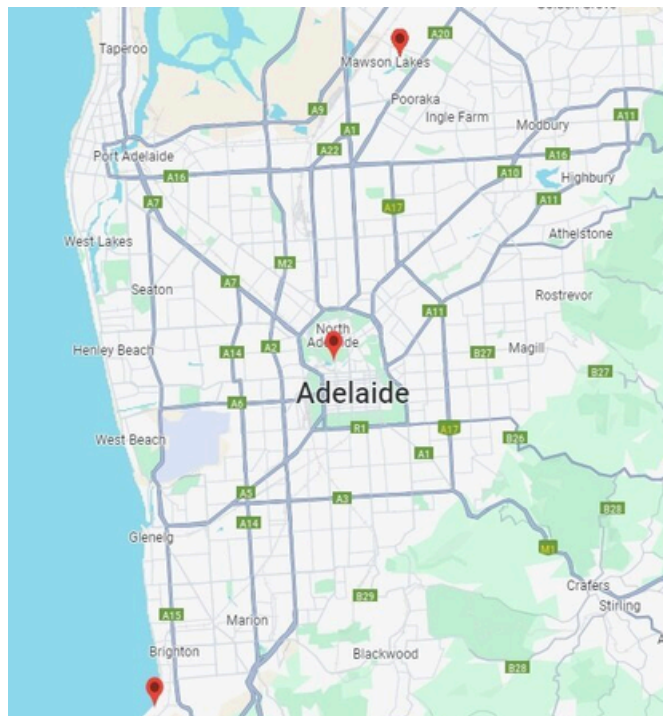 Taperoo
A20
Mawson Lakes
Pooraka
A9
Ingle Farm
A11
A1
Modbury
A22
Port Adelaide
A16
A16
A10
Highbury
A7
A17
A11
West Lakes
Athelstone
M2
A7
Seaton
Rostrevor
A11
North
Adelaide
Henley Beach
A14
A2
B27
Magill
B27
Adelaide
A6
R1
A17
West Beach
B26
A1
A5
A3
B28
A14
Glenelg
M1
Crafers
B29
Stirling
A15
Marion
Brighton
Blackwood
B28